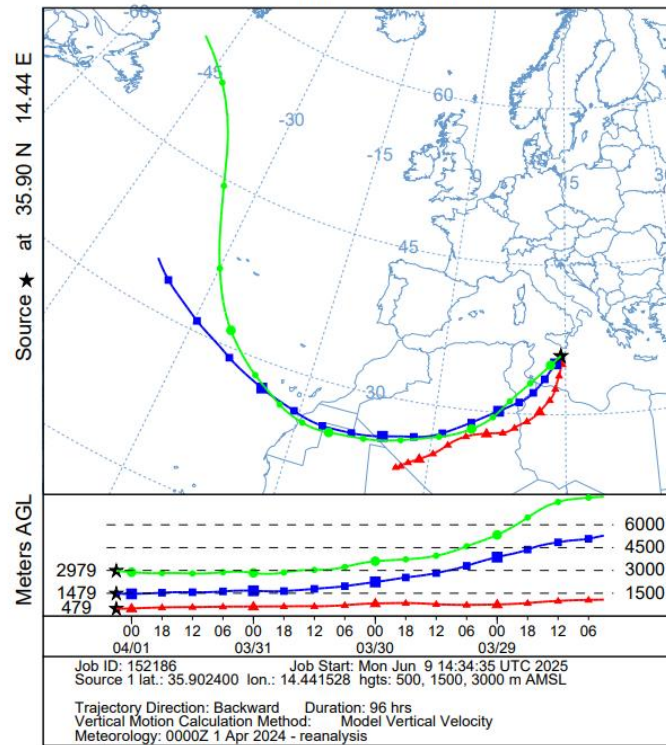 -60
-45
-30
-15
60
0
15
30
45
30
Source ★ at 35.90 N 14.44 E
Meters AGL
2979
1479
479
6000
4500
3000
1500
00 18 12 06 00 18 12 06 00 18 12 06 00 18 12 06
04/01 03/31 03/30 03/29
Job ID: 152186 Job Start: Mon Jun 9 14:34:35 UTC 2025
Source 1 lat.: 35.902400 lon.: 14.441528 hgts: 500, 1500, 3000 m AMSL
Trajectory Direction: Backward Duration: 96 hrs
Vertical Motion Calculation Method: Model Vertical Velocity
Meteorology: 0000Z 1 Apr 2024 - reanalysis